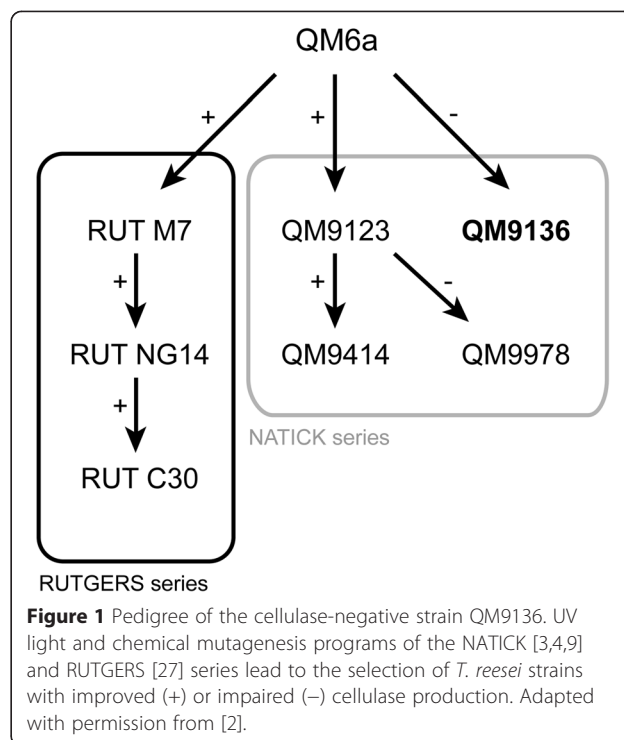 QM6a
+ + -
RUT M7 QM9123 QM9136
+ + -
RUT NG14 QM9414 QM9978
+
NATICK series
RUT C30
RUTGERS series
Figure 1 Pedigree of the cellulase-negative strain QM9136. UV
light and chemical mutagenesis programs of the NATICK [3,4,9]
and RUTGERS [27] series lead to the selection of T. reesei strains
with improved (+) or impaired (−) cellulase production. Adapted
with permission from [2].